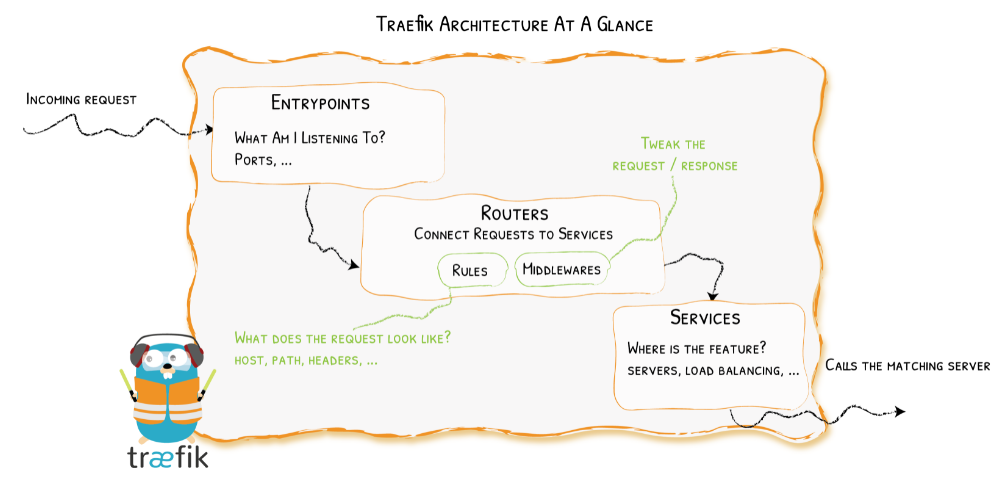 Traefik Architecture At A Glance
Incoming request
Entrypoints
What Am I Listening To?
Ports, ...
Tweak the
request / response
Routers
Connect Requests to Services
Rules
Middlewares
What does the request look like?
host, path, headers, ...
Services
Where is the feature?
servers, load balancing, ...
Calls the matching server
træfik